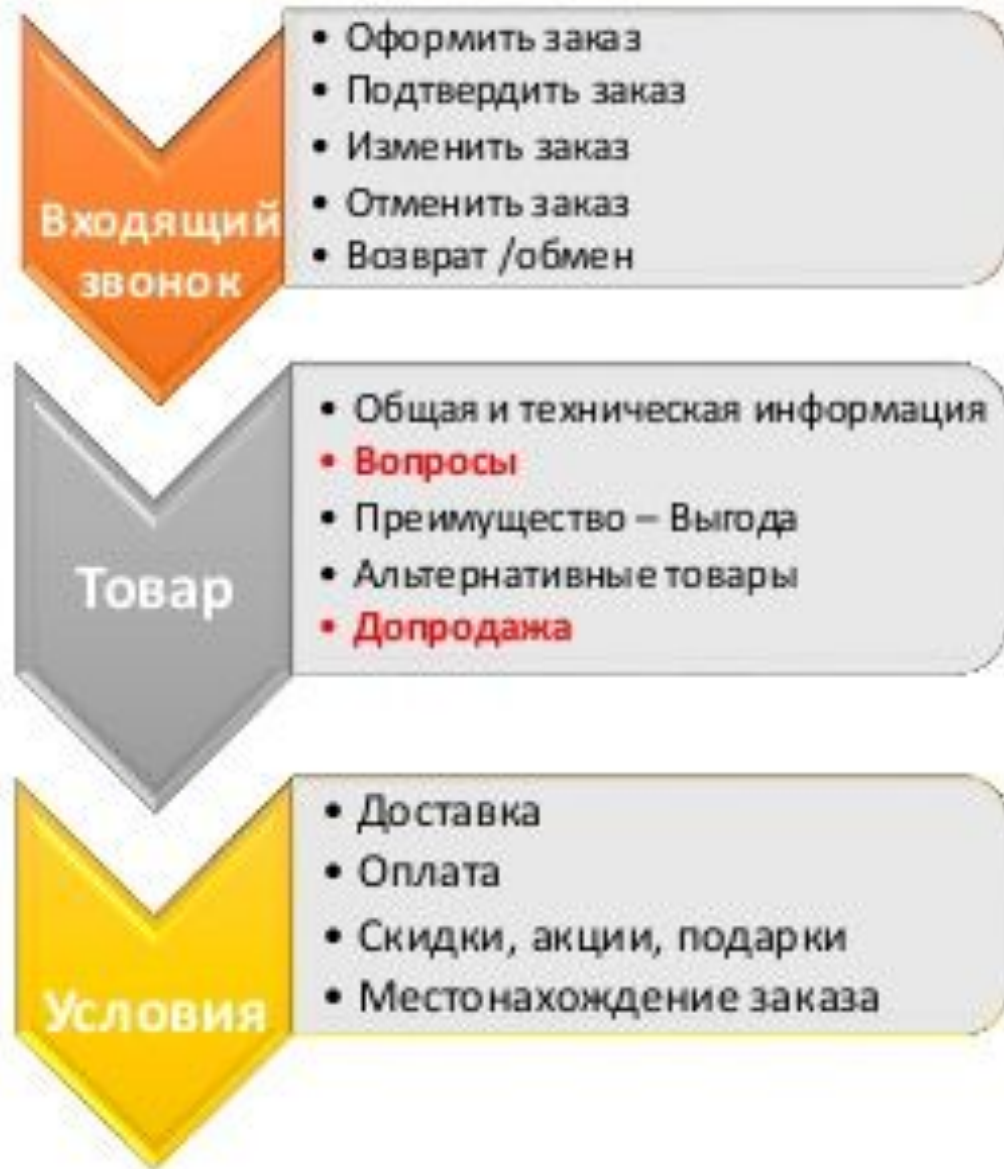 Входящий
звонок
• Оформить заказ
• Подтвердить заказ
• Изменить заказ
• Отменить заказ
• Возврат /обмен
Товар
• Общая и техническая информация
• Вопросы
• Преимущество – Выгода
• Альтернативные товары
• Допродажа
Условия
• Доставка
• Оплата
• Скидки, акции, подарки
• Местонахождение заказа